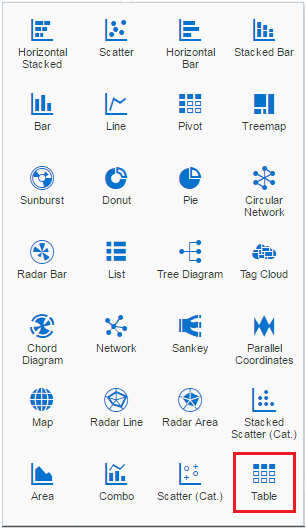 Horizontal
Stacked
Scatter
Horizontal
Bar
Stacked Bar
Bar
Line
Pivot
Treemap
Sunburst
Donut
Pie
Circular
Network
Radar Bar
List
Tree Diagram
Tag Cloud
Chord
Diagram
Network
Sankey
Parallel
Coordinates
Map
Radar Line
Radar Area
Stacked
Scatter (Cat.)
Area
Combo
Scatter (Cat.)
Table